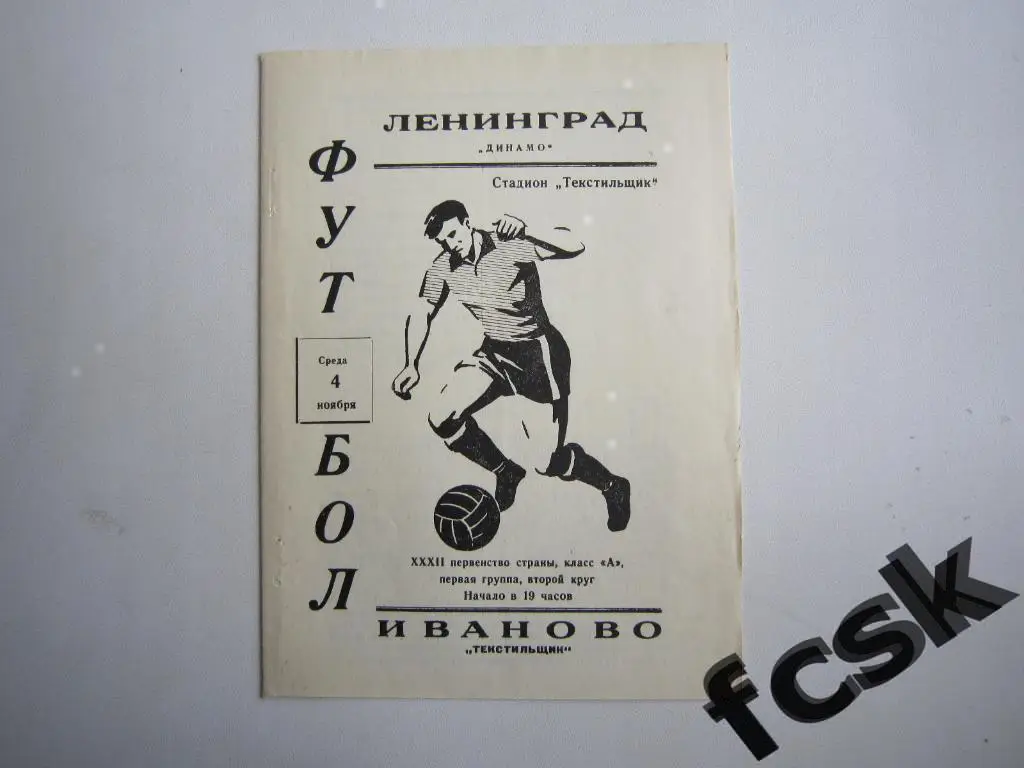 ЛЕНИНГРАД
„ДИНАМО"
Стадион „Текстильщик"
ФУТБОЛ
Среда
4
ноября
XXXII первенство страны, класс «А»,
первая группа, второй круг
Начало в 19 часов
ИВАНОВО
„ТЕКСТИЛЬЩИК"
fcsk